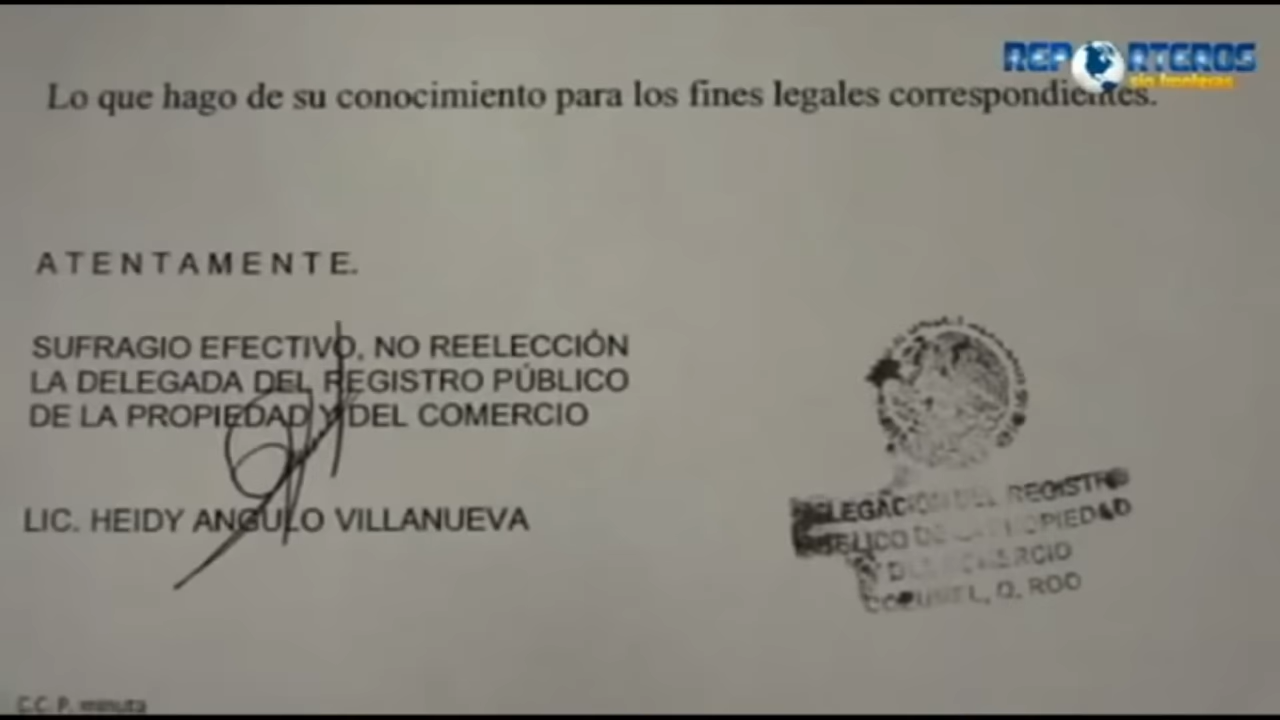 REPORTEROS
sin fronteras
Lo que hago de su conocimiento para los fines legales correspondientes.
ATENTAMENTE.
SUFRAGIO EFECTIVO, NO REELECCIÓN
LA DELEGADA DEL REGISTRO PÚBLICO
DE LA PROPIEDAD Y DEL COMERCIO
LIC. HEIDY ANGULO VILLANUEVA
DELEGACION DEL REGISTRO
PUBLICO DE LA PROPIEDAD
Y DEL COMERCIO
COZUMEL, Q. ROO
C.C. P. minuta